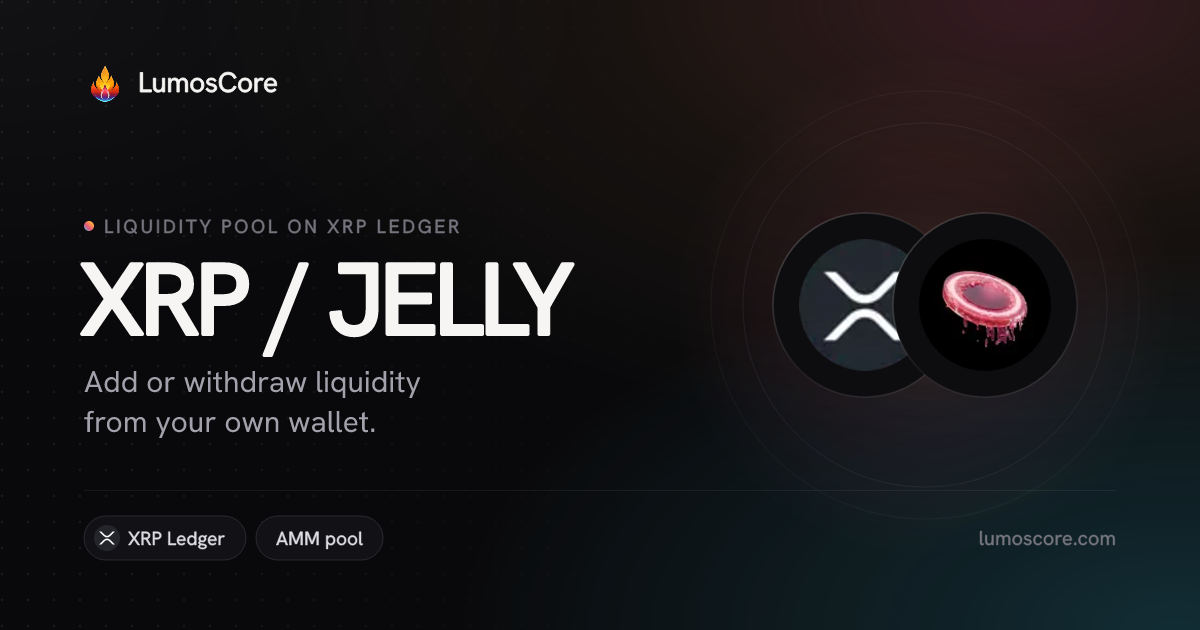 LumosCore
LIQUIDITY POOL ON XRP LEDGER
XRP / JELLY
Add or withdraw liquidity
from your own wallet.
XRP Ledger
AMM pool
lumoscore.com